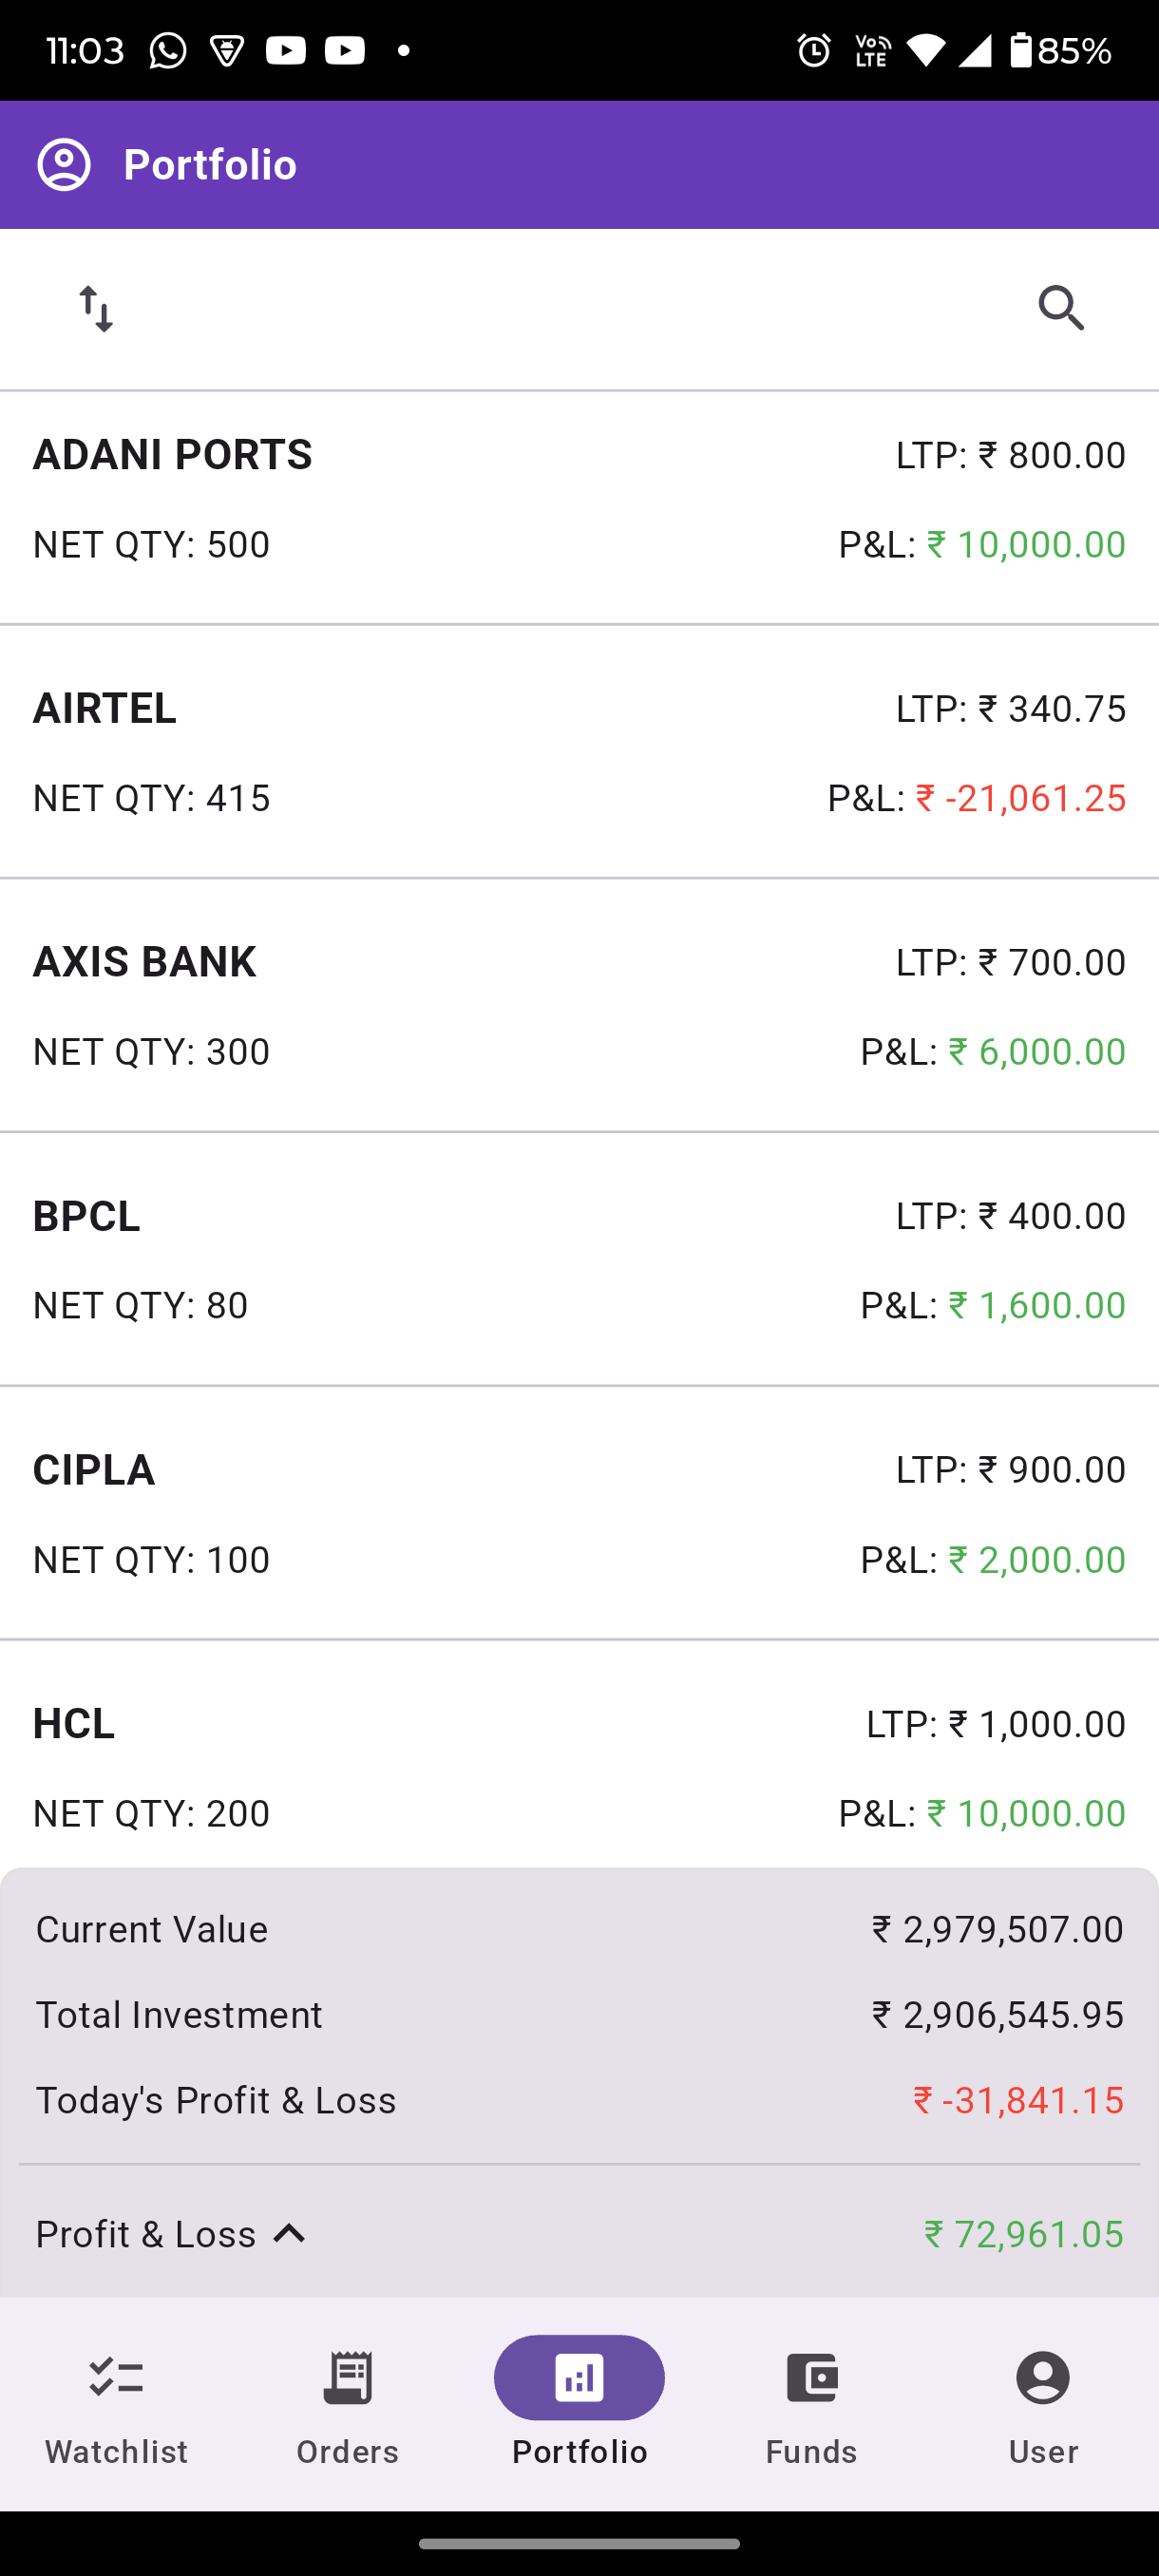 11:03 Vo LTE 85%
Portfolio
ADANI PORTS LTP: ₹ 800.00
NET QTY: 500 P&L: ₹ 10,000.00
AIRTEL LTP: ₹ 340.75
NET QTY: 415 P&L: ₹ -21,061.25
AXIS BANK LTP: ₹ 700.00
NET QTY: 300 P&L: ₹ 6,000.00
BPCL LTP: ₹ 400.00
NET QTY: 80 P&L: ₹ 1,600.00
CIPLA LTP: ₹ 900.00
NET QTY: 100 P&L: ₹ 2,000.00
HCL LTP: ₹ 1,000.00
NET QTY: 200 P&L: ₹ 10,000.00
Current Value ₹ 2,979,507.00
Total Investment ₹ 2,906,545.95
Today's Profit & Loss ₹ -31,841.15
Profit & Loss ₹ 72,961.05
Watchlist Orders Portfolio Funds User